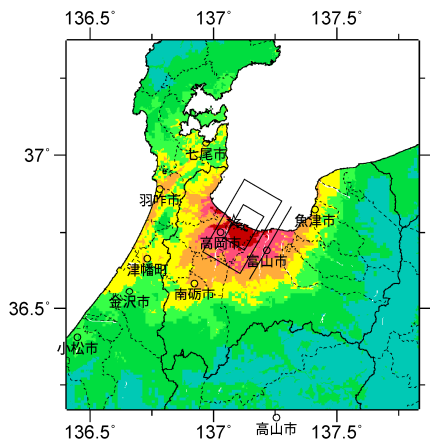 136.5° 137° 137.5°
37°
36.5°
七尾市
羽咋市
魚津市
高岡市
富山市
津幡町
南砺市
金沢市
小松市
高山市
136.5° 137° 137.5°